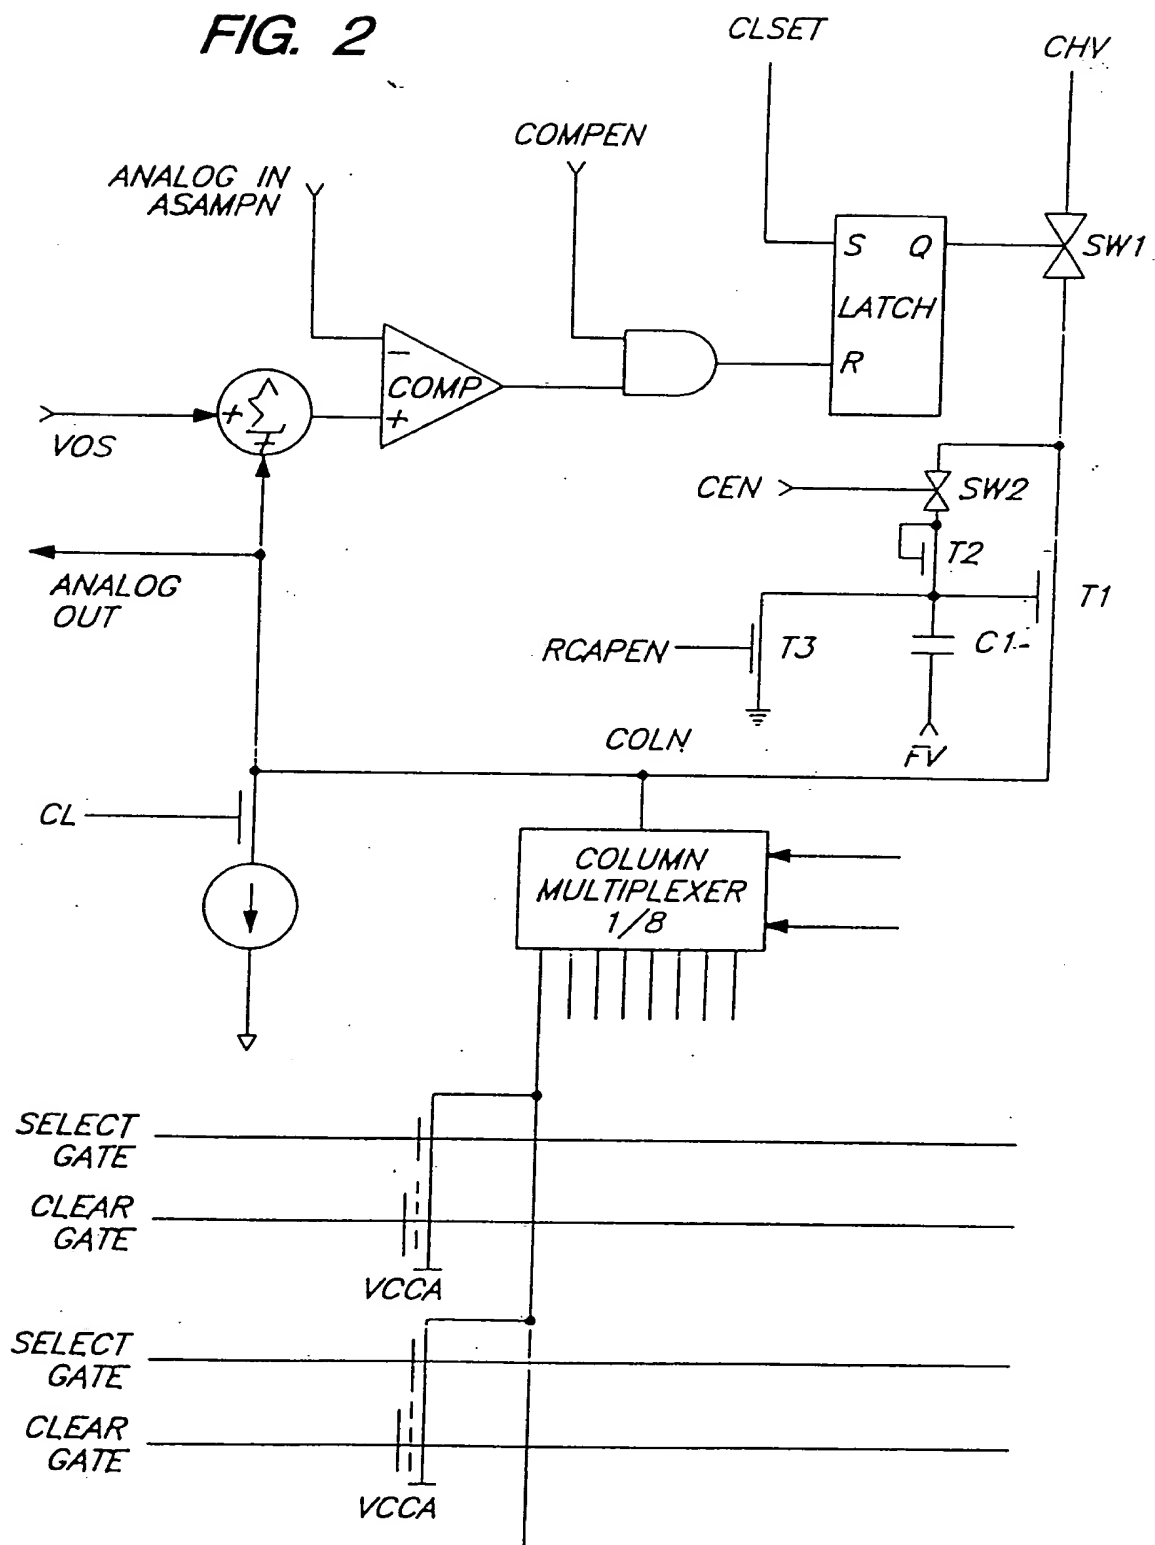 FIG. 2
CLSET
CHV
COMPEN
ANALOG IN
ASAMPN
S Q
SW1
LATCH
R
-
COMP
+
+ Σ
+
VOS
CEN
SW2
T2
ANALOG
OUT
T1
RCAPEN
T3
C1
FV
COLN
CL
COLUMN
MULTIPLEXER
1/8
SELECT
GATE
CLEAR
GATE
VCCA
SELECT
GATE
CLEAR
GATE
VCCA